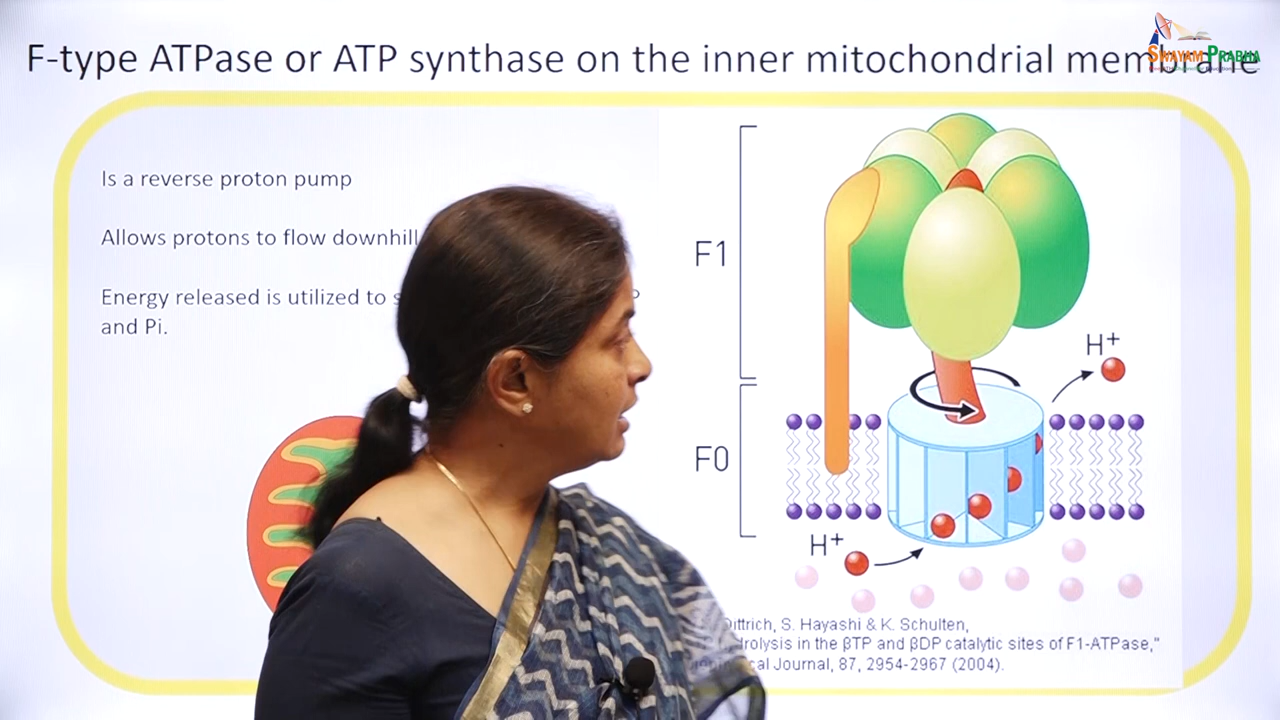 F-type ATPase or ATP synthase on the inner mitochondrial membrane
SWAYAM PRABHA
Is a reverse proton pump
Allows protons to flow downhill
Energy released is utilized to
and Pi.
F1
H+
F0
H+
Dittrich, S. Hayashi & K. Schulten,
in the βTP and βDP catalytic sites of F1-ATPase,"
Journal, 87, 2954-2967 (2004).